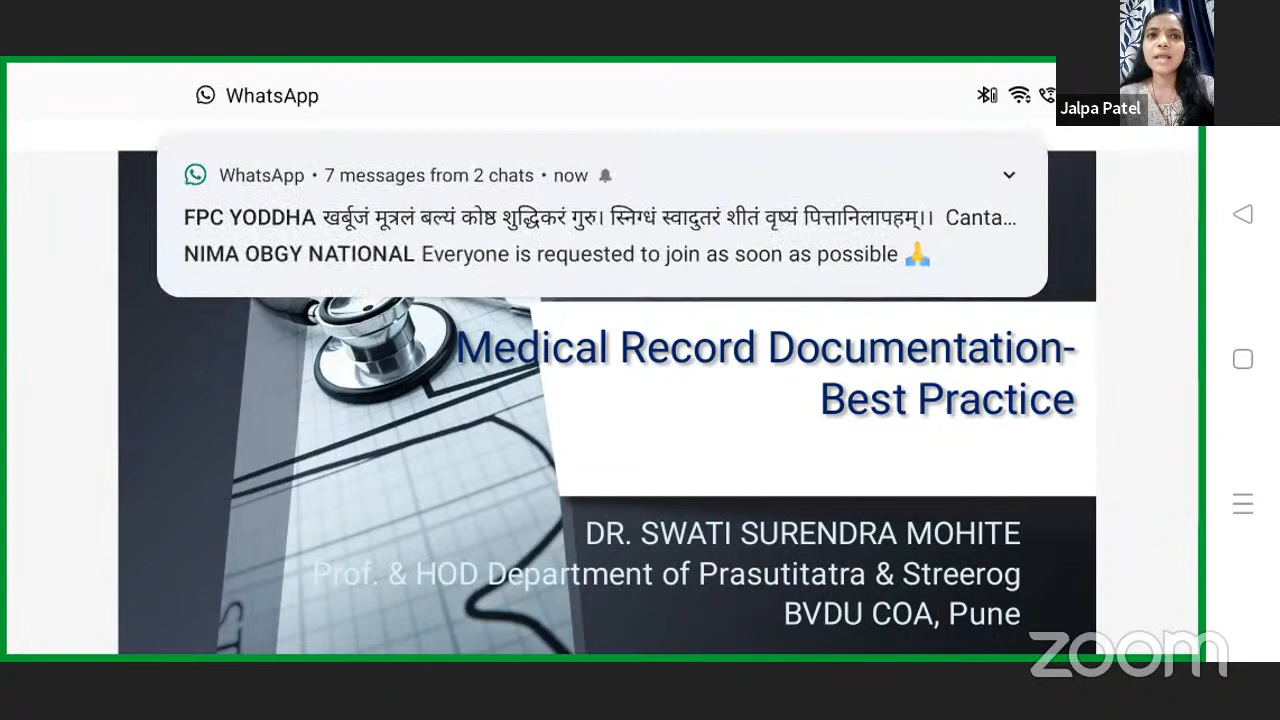 WhatsApp
Jalpa Patel
WhatsApp • 7 messages from 2 chats • now
FPC YODDHA खर्बूजं मूत्रलं बल्यं कोष्ठ शुद्धिकरं गुरु। स्निग्धं स्वादुतरं शीतं वृष्यं पित्तानिलापहम्।। Canta...
NIMA OBGY NATIONAL Everyone is requested to join as soon as possible 🙏
Medical Record Documentation-
Best Practice
DR. SWATI SURENDRA MOHITE
Prof. & HOD Department of Prasutitatra & Streerog
BVDU COA, Pune
zoom